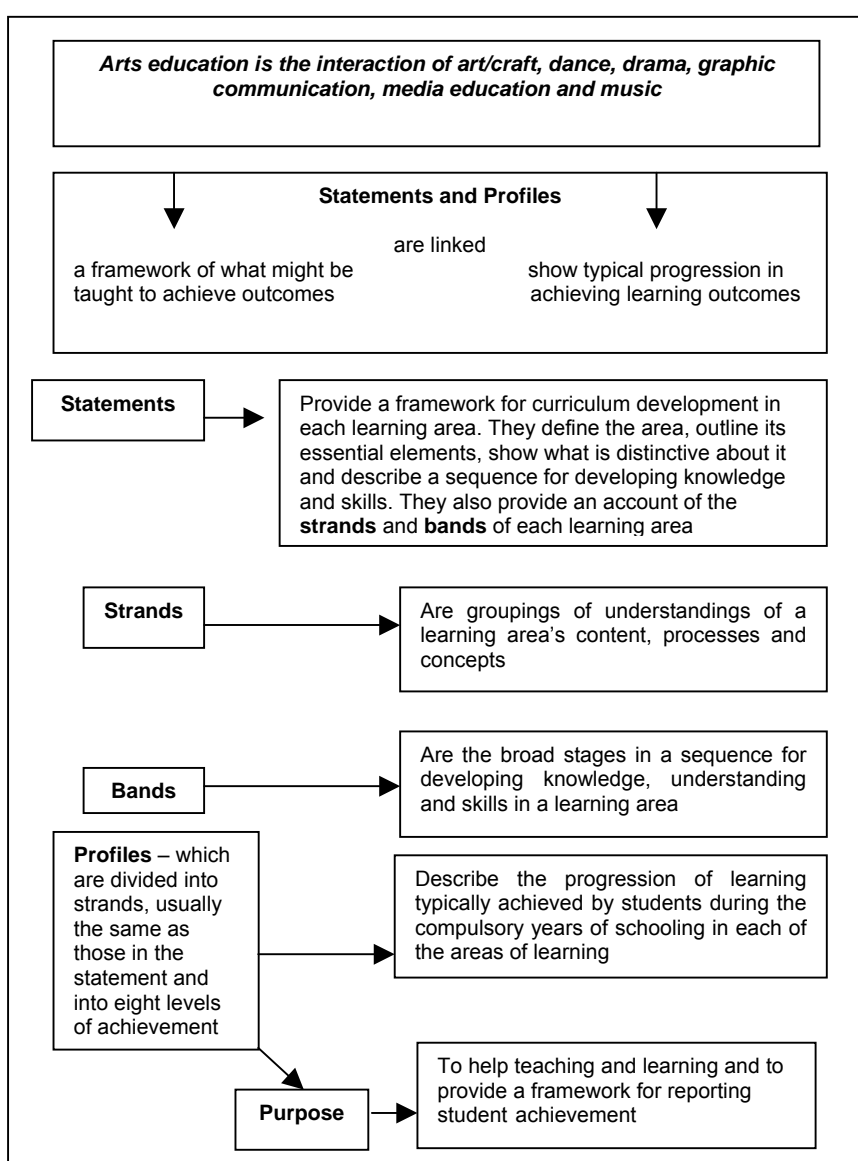 Arts education is the interaction of art/craft, dance, drama, graphic
communication, media education and music
Statements and Profiles
are linked
a framework of what might be
taught to achieve outcomes
show typical progression in
achieving learning outcomes
Statements
Provide a framework for curriculum development in
each learning area. They define the area, outline its
essential elements, show what is distinctive about it
and describe a sequence for developing knowledge
and skills. They also provide an account of the
strands and bands of each learning area
Strands
Are groupings of understandings of a
learning area’s content, processes and
concepts
Bands
Are the broad stages in a sequence for
developing knowledge, understanding
and skills in a learning area
Profiles – which
are divided into
strands, usually
the same as
those in the
statement and
into eight levels
of achievement
Describe the progression of learning
typically achieved by students during the
compulsory years of schooling in each of
the areas of learning
Purpose
To help teaching and learning and to
provide a framework for reporting
student achievement